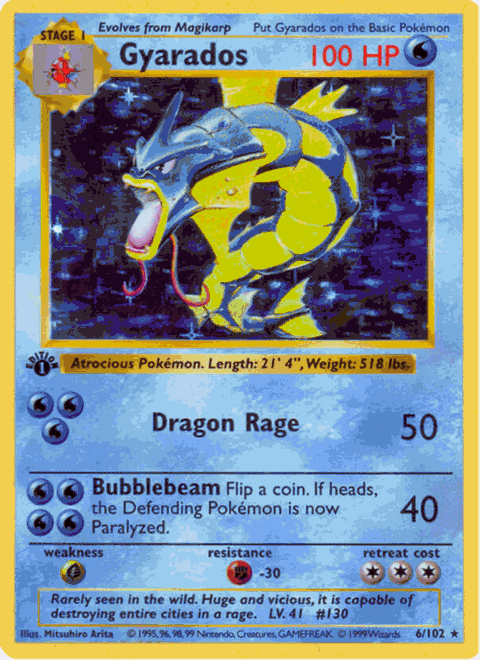 STAGE 1
Evolves from Magikarp Put Gyarados on the Basic Pokémon
Gyarados 100 HP
EDITION 1
Atrocious Pokémon. Length: 21' 4", Weight: 518 lbs.
Dragon Rage 50
Bubblebeam Flip a coin. If heads,
the Defending Pokémon is now
Paralyzed.
40
weakness resistance retreat cost
-30
Rarely seen in the wild. Huge and vicious, it is capable of
destroying entire cities in a rage. LV. 41 #130
Illus. Mitsuhiro Arita ©1995, 96, 98, 99 Nintendo, Creatures, GAMEFREAK. ©1999 Wizards. 6/102 ★